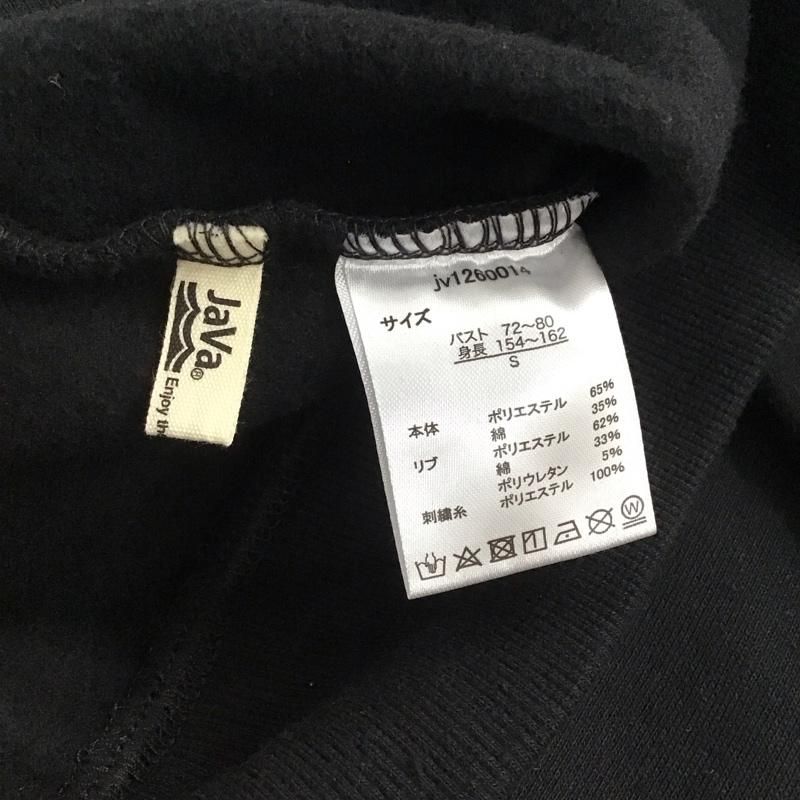 JaVa®
Enjoy th
jv1260014
サイズ
バスト 72～80
身長 154～162
S
本体 ポリエステル 65%
綿 35%
リブ ポリエステル 62%
綿 33%
ポリウレタン 5%
刺繍糸 ポリエステル 100%
W